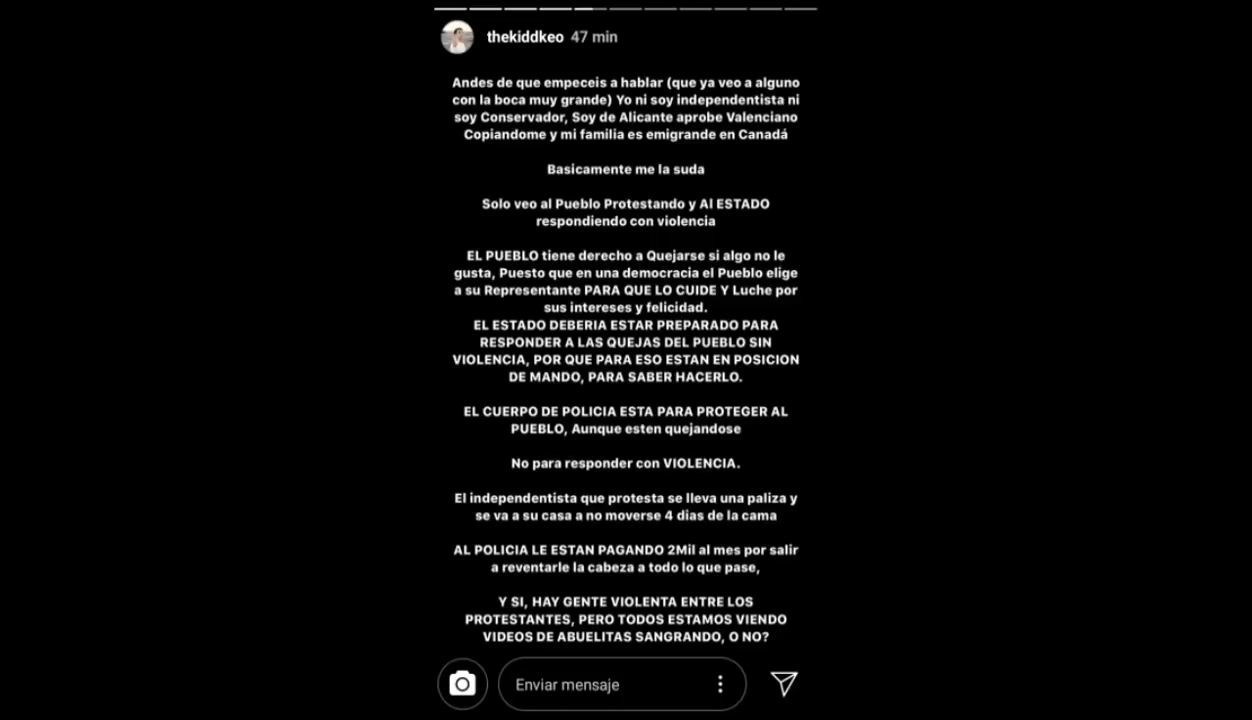 thekiddkeo 47 min
Andes de que empeceis a hablar (que ya veo a alguno
con la boca muy grande) Yo ni soy independentista ni
soy Conservador, Soy de Alicante aprobe Valenciano
Copiandome y mi familia es emigrande en Canadá
Basicamente me la suda
Solo veo al Pueblo Protestando y Al ESTADO
respondiendo con violencia
EL PUEBLO tiene derecho a Quejarse si algo no le
gusta, Puesto que en una democracia el Pueblo elige
a su Representante PARA QUE LO CUIDE Y Luche por
sus intereses y felicidad.
EL ESTADO DEBERIA ESTAR PREPARADO PARA
RESPONDER A LAS QUEJAS DEL PUEBLO SIN
VIOLENCIA, POR QUE PARA ESO ESTAN EN POSICION
DE MANDO, PARA SABER HACERLO.
EL CUERPO DE POLICIA ESTA PARA PROTEGER AL
PUEBLO, Aunque esten quejandose
No para responder con VIOLENCIA.
El independentista que protesta se lleva una paliza y
se va a su casa a no moverse 4 dias de la cama
AL POLICIA LE ESTAN PAGANDO 2Mil al mes por salir
a reventarle la cabeza a todo lo que pase,
Y SI, HAY GENTE VIOLENTA ENTRE LOS
PROTESTANTES, PERO TODOS ESTAMOS VIENDO
VIDEOS DE ABUELITAS SANGRANDO, O NO?
Enviar mensaje